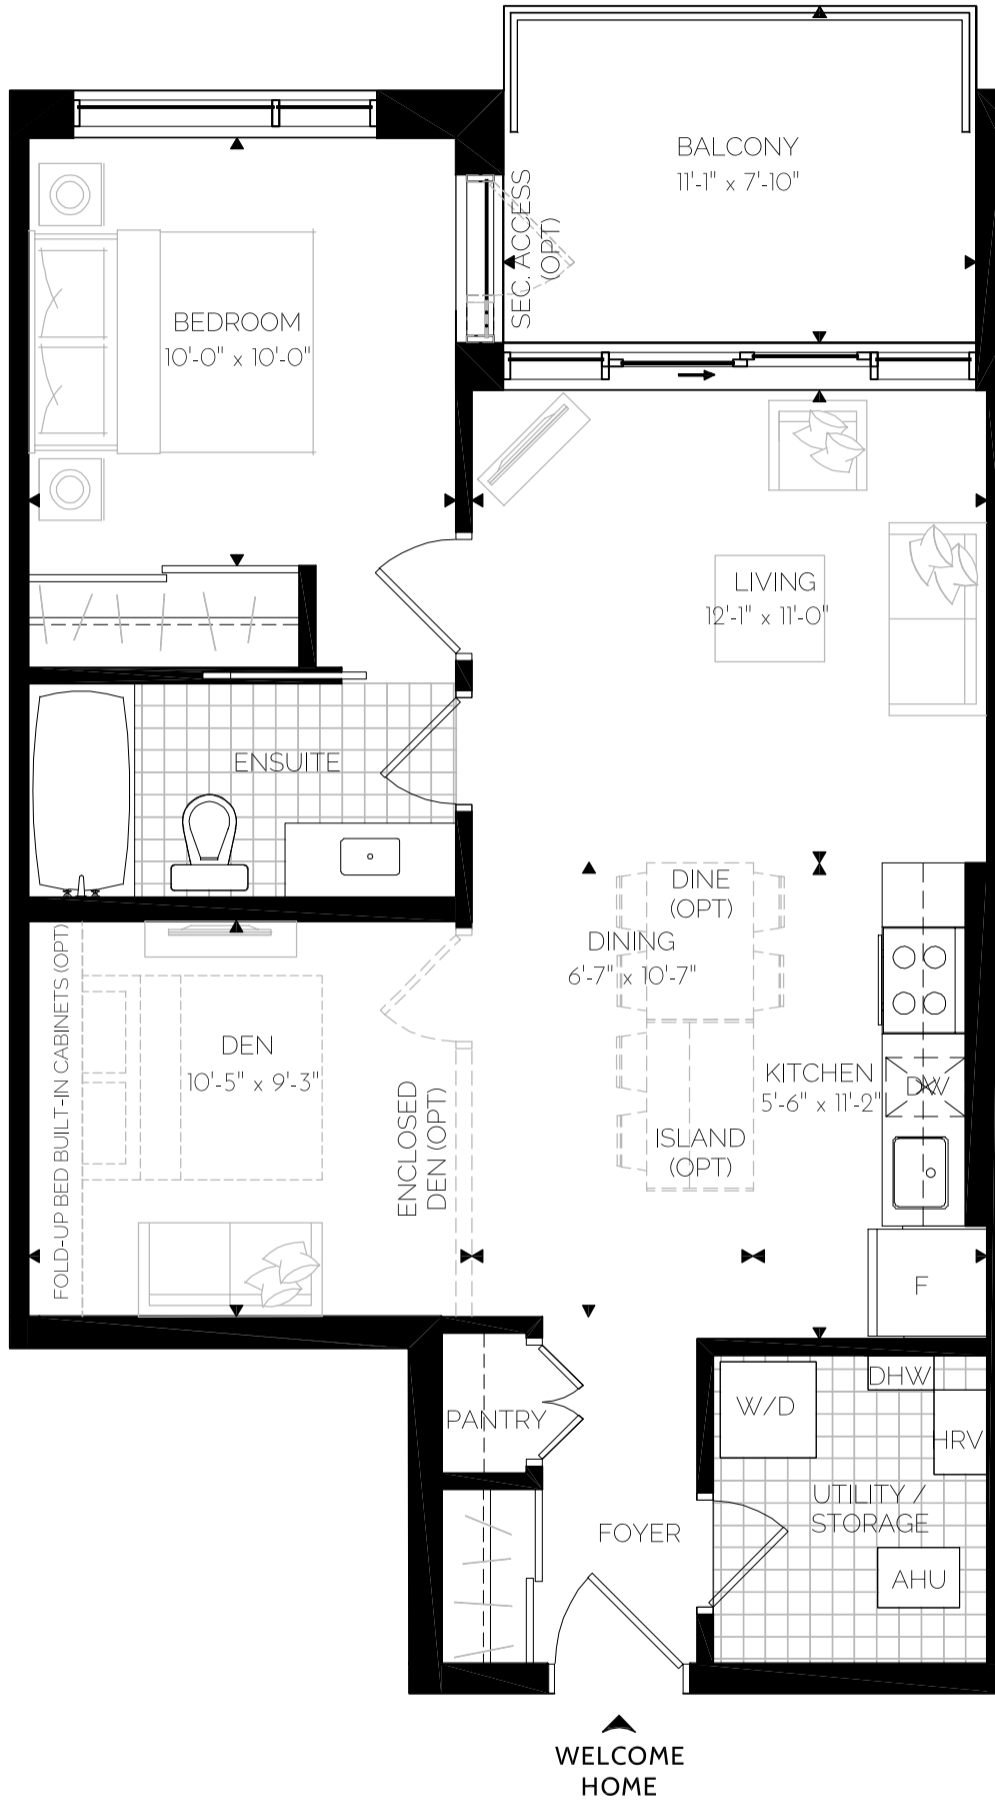 BALCONY
11'-1" x 7'-10"
SEC. ACCESS
(OPT)
BEDROOM
10'-0" x 10'-0"
LIVING
12'-1" x 11'-0"
ENSUITE
DINE
(OPT)
DINING
6'-7" x 10'-7"
FOLD-UP BED BUILT-IN CABINETS (OPT)
DEN
10'-5" x 9'-3"
ENCLOSED
DEN (OPT)
KITCHEN
5'-6" x 11'-2"
DW
ISLAND
(OPT)
F
PANTRY
W/D
DHW
HRV
UTILITY /
STORAGE
FOYER
AHU
WELCOME
HOME